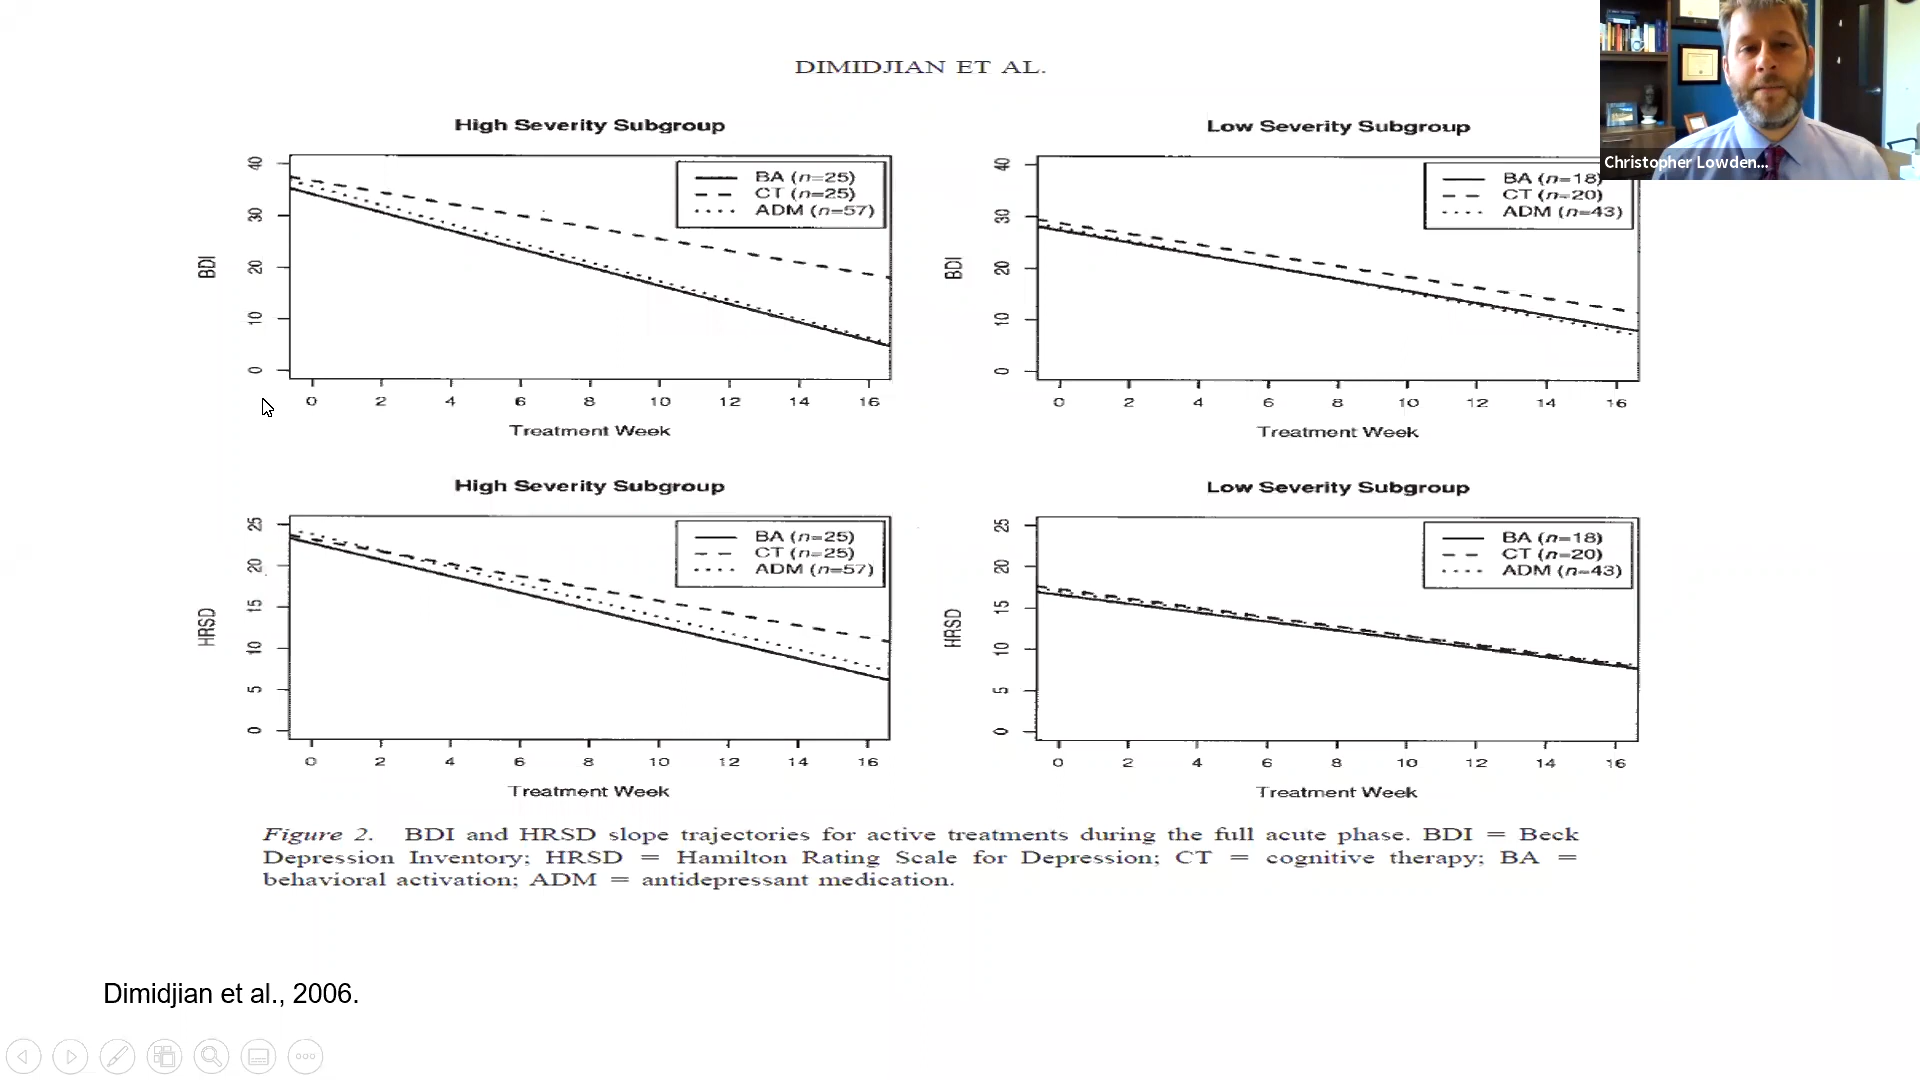 DIMIDJIAN ET AL.
Christopher Lowden...
High Severity Subgroup
BDI
40
30
20
10
0
BA (n=25)
CT (n=25)
ADM (n=57)
0 2 4 6 8 10 12 14 16
Treatment Week
Low Severity Subgroup
BDI
40
30
20
10
0
BA (n=18)
CT (n=20)
ADM (n=43)
0 2 4 6 8 10 12 14 16
Treatment Week
High Severity Subgroup
HRSD
25
20
15
10
5
0
BA (n=25)
CT (n=25)
ADM (n=57)
0 2 4 6 8 10 12 14 16
Treatment Week
Low Severity Subgroup
HRSD
25
20
15
10
5
0
BA (n=18)
CT (n=20)
ADM (n=43)
0 2 4 6 8 10 12 14 16
Treatment Week
Figure 2. BDI and HRSD slope trajectories for active treatments during the full acute phase. BDI = Beck
Depression Inventory; HRSD = Hamilton Rating Scale for Depression; CT = cognitive therapy; BA =
behavioral activation; ADM = antidepressant medication.
Dimidjian et al., 2006.